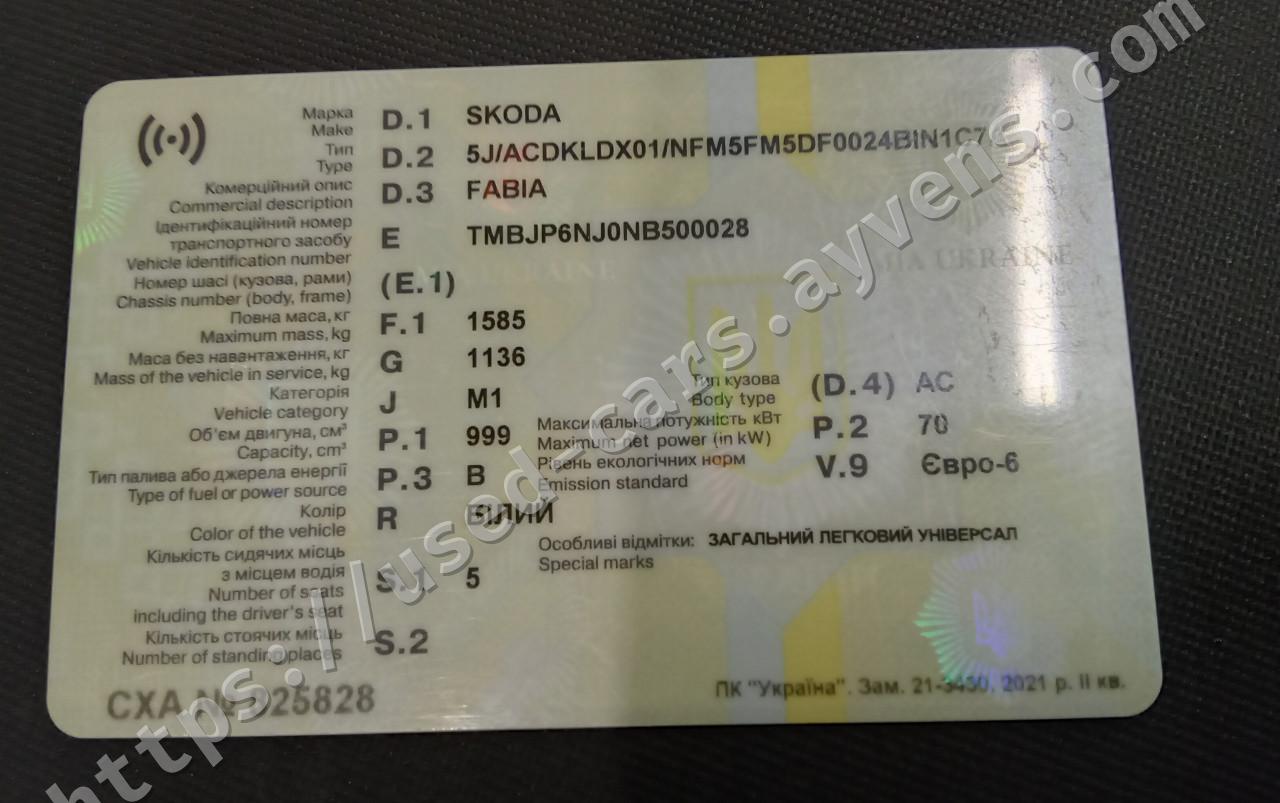 Марка
Make D.1 SKODA
Тип
Type D.2 5J/ACDKLDX01/NFM5FM5DF0024BIN1C7
Комерційний опис
Commercial description D.3 FABIA
Ідентифікаційний номер
транспортного засобу
Vehicle identification number E TMBJP6NJ0NB500028
Номер шасі (кузова, рами)
Chassis number (body, frame) (E.1)
Повна маса, кг
Maximum mass, kg F.1 1585
Маса без навантаження, кг
Mass of the vehicle in service, kg G 1136
Категорія
Vehicle category J M1
Тип кузова
Body type (D.4) AC
Об'єм двигуна, см³
Capacity, cm³ P.1 999
Максимальна потужність кВт
Maximum net power (in kW) P.2 70
Тип палива або джерела енергії
Type of fuel or power source P.3 B
Рівень екологічних норм
Emission standard V.9 Євро-6
Колір
Color of the vehicle R БІЛИЙ
Особливі відмітки: ЗАГАЛЬНИЙ ЛЕГКОВИЙ УНІВЕРСАЛ
Special marks
Кількість сидячих місць
з місцем водія
Number of seats
including the driver's seat S.1 5
Кількість стоячих місць
Number of standing places S.2
СХА № 025828
ПК "Україна". Зам. 21-3430, 2021 р. II кв.
UKRAINE
https://used-cars.ayvens.com